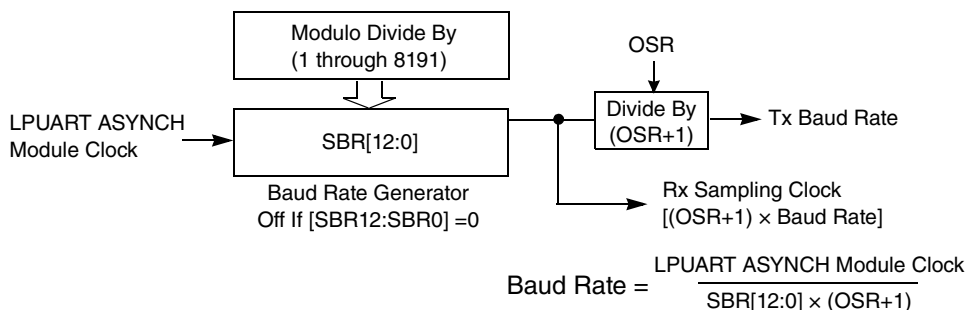 Modulo Divide By
(1 through 8191)
OSR
LPUART ASYNCH
Module Clock
SBR[12:0]
Divide By
(OSR+1)
Tx Baud Rate
Baud Rate Generator
Off If [SBR12:SBR0] =0
Rx Sampling Clock
[(OSR+1) × Baud Rate]
Baud Rate =
LPUART ASYNCH Module Clock
SBR[12:0] × (OSR+1)